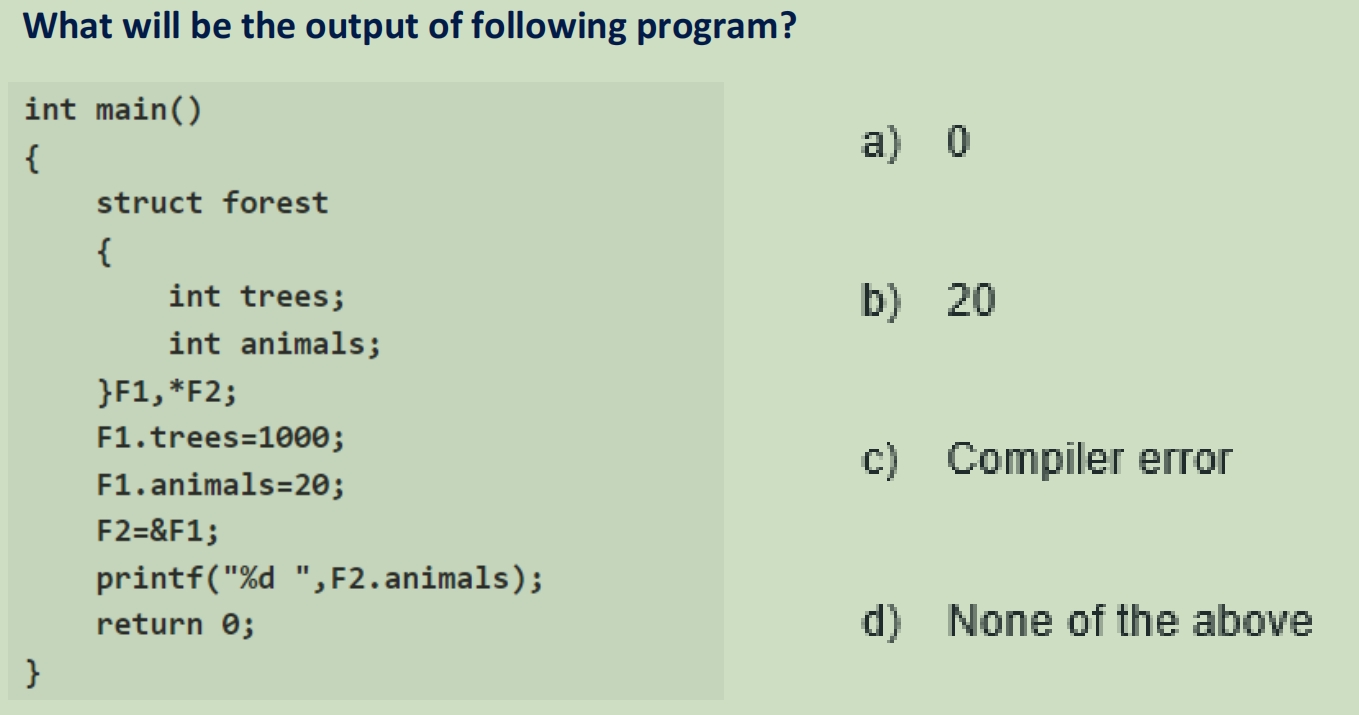 What will be the output of following program?
int main()
{
    struct forest
    {
        int trees;
        int animals;
    }F1,*F2;
    F1.trees=1000;
    F1.animals=20;
    F2=&F1;
    printf("%d ",F2.animals);
    return 0;
}
a) 0
b) 20
c) Compiler error
d) None of the above